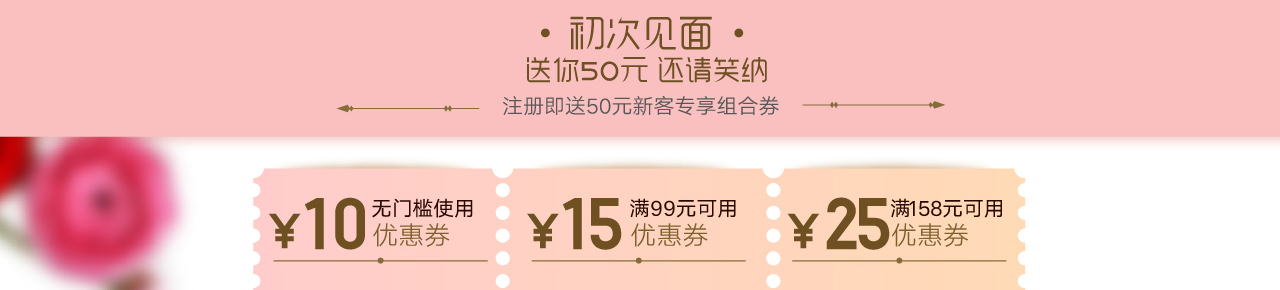 • 初次见面 •
送你50元 还请笑纳
注册即送50元新客专享组合券
¥10 无门槛使用
优惠券
¥15 满99元可用
优惠券
¥25 满158元可用
优惠券